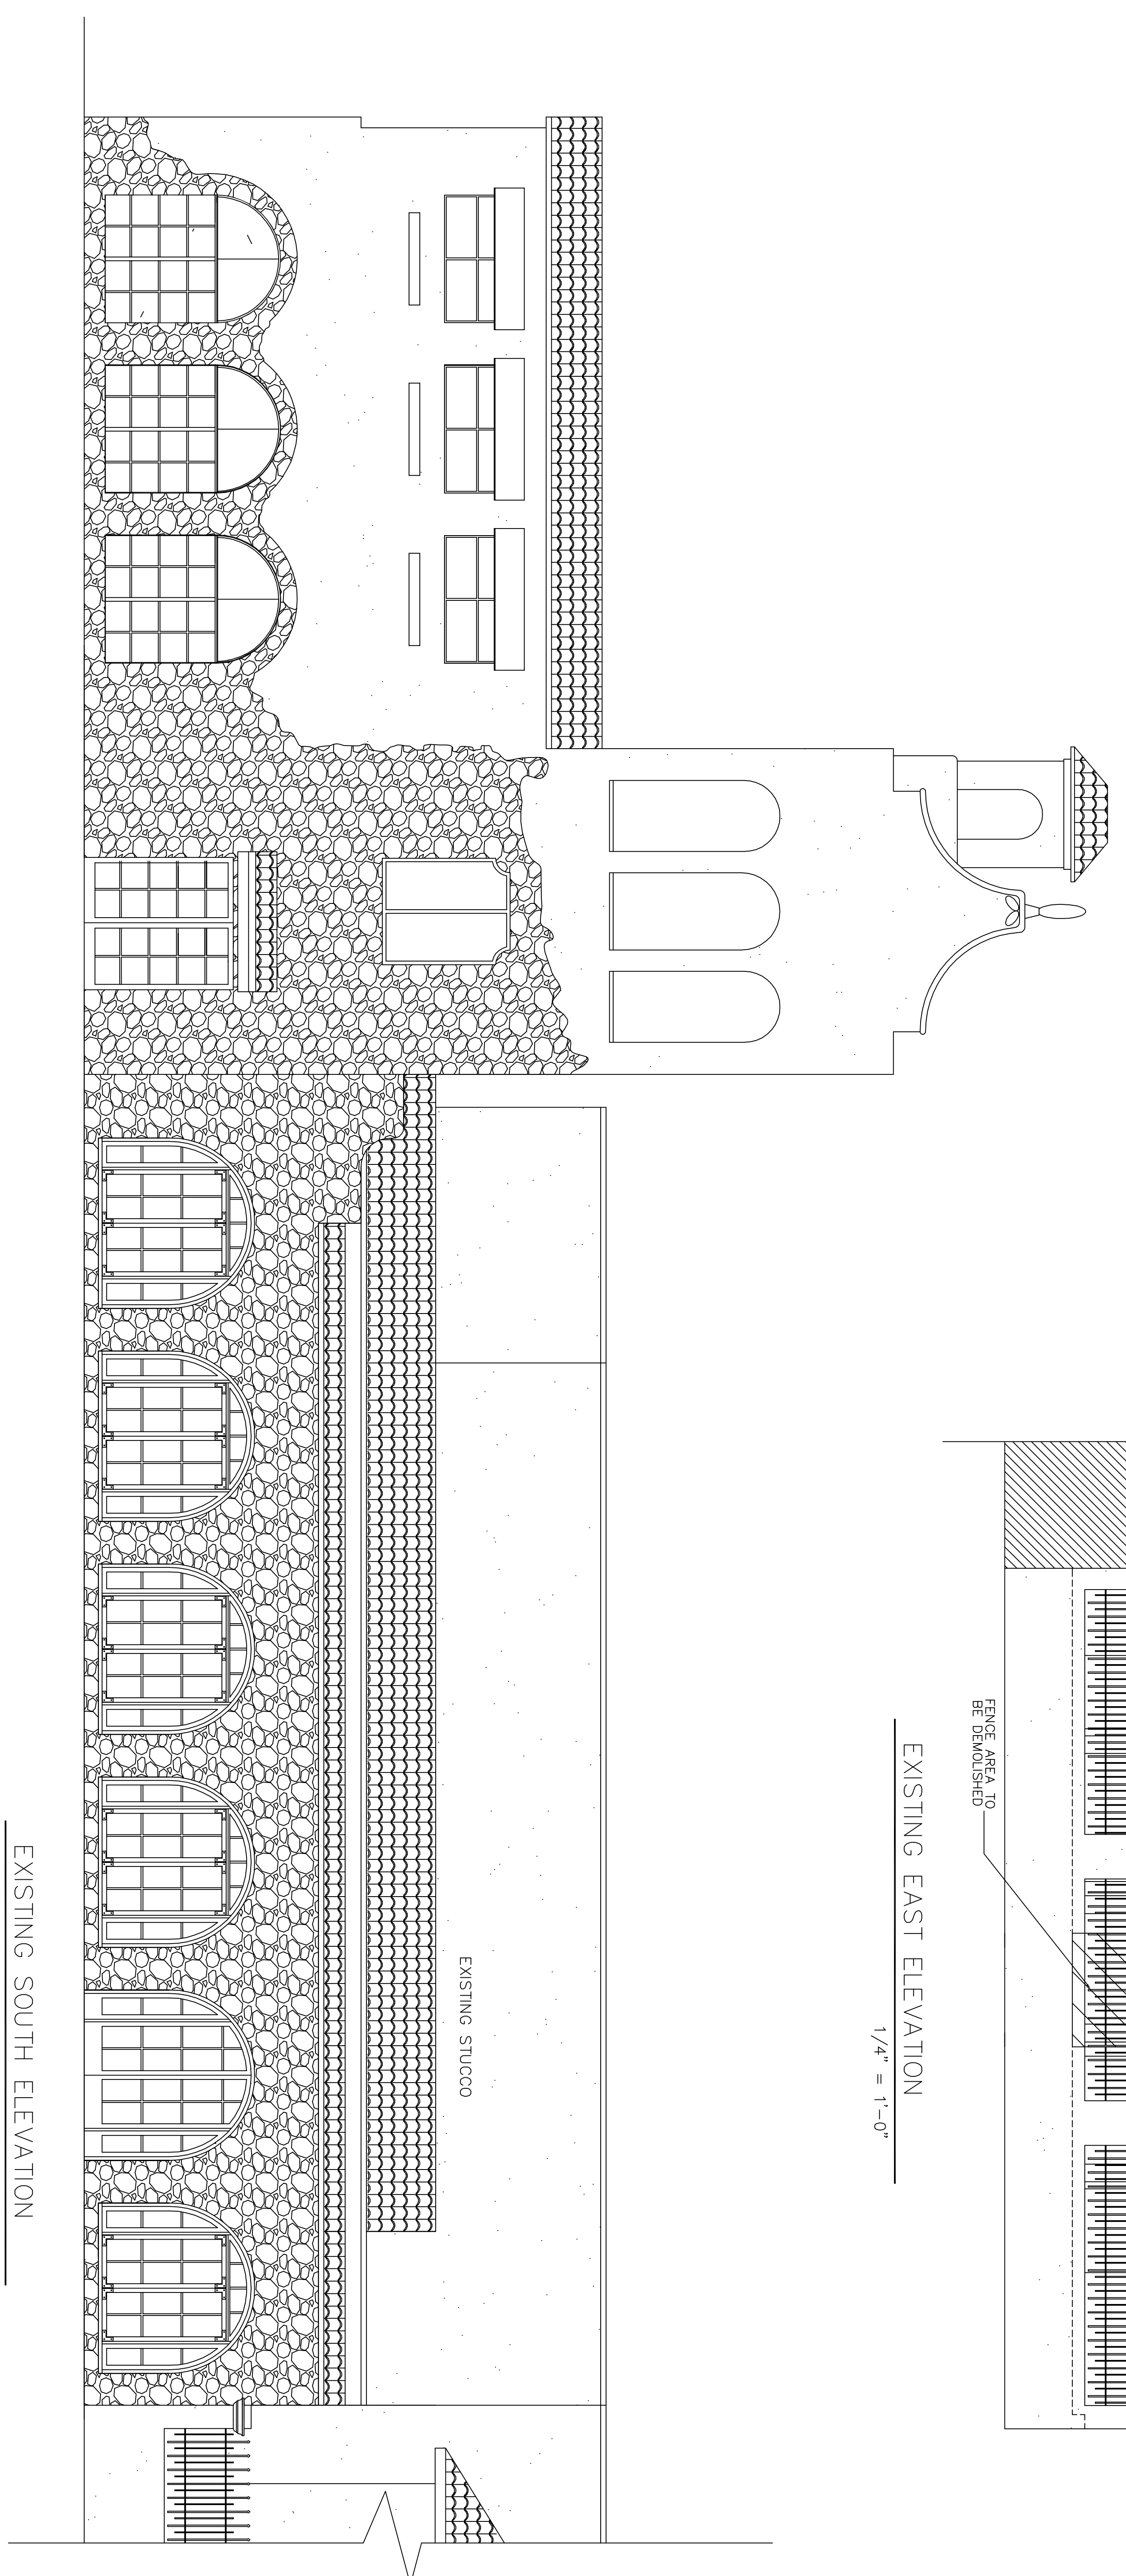 FENCE AREA TO
BE DEMOLISHED
EXISTING EAST ELEVATION
1/4" = 1'-0"
EXISTING STUCCO
EXISTING SOUTH ELEVATION